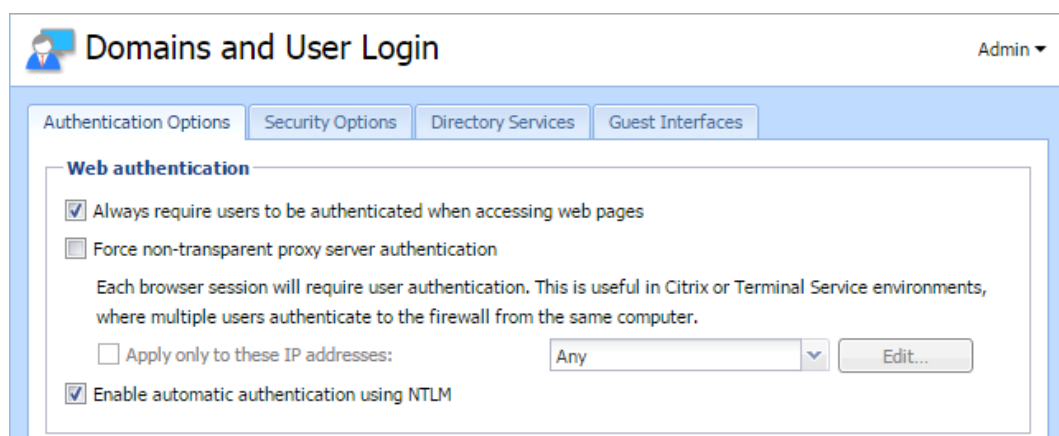 Domains and User Login
Admin
Authentication Options
Security Options
Directory Services
Guest Interfaces
Web authentication
Always require users to be authenticated when accessing web pages
Force non-transparent proxy server authentication
Each browser session will require user authentication. This is useful in Citrix or Terminal Service environments,
where multiple users authenticate to the firewall from the same computer.
Apply only to these IP addresses:
Any
Edit...
Enable automatic authentication using NTLM